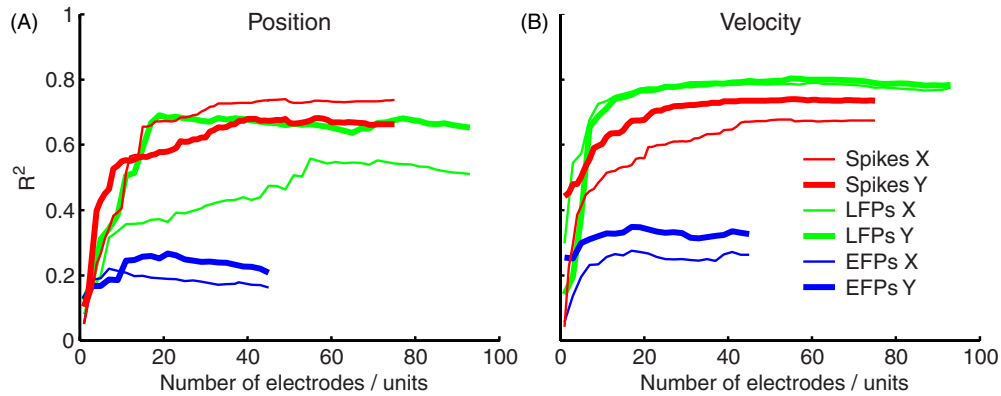 (A) Position
1
0.8
0.6
0.4
0.2
0
R2
0 20 40 60 80 100
Number of electrodes / units
(B) Velocity
Spikes X
Spikes Y
LFPs X
LFPs Y
EFPs X
EFPs Y
0 20 40 60 80 100
Number of electrodes / units